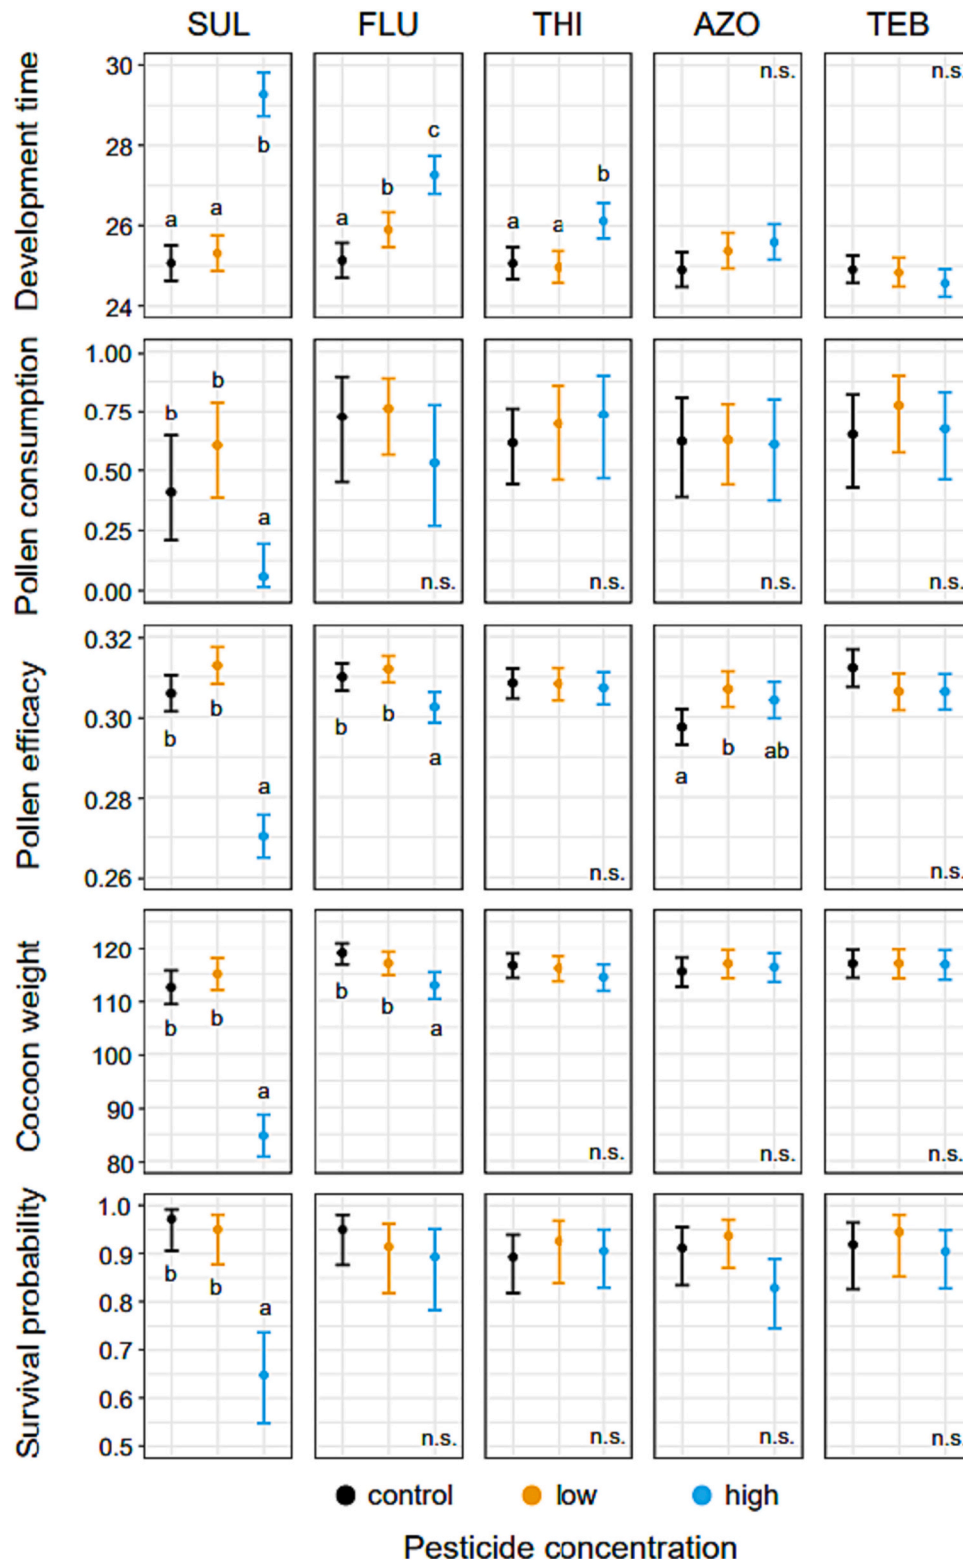 SUL FLU THI AZO TEB
Development time
30
28
26
24
a a b
a b c
a a b
n.s.
n.s.
Pollen consumption
1.00
0.75
0.50
0.25
0.00
b b a
n.s.
n.s.
n.s.
n.s.
Pollen efficacy
0.32
0.30
0.28
0.26
b b a
b b a
n.s.
a b ab
n.s.
Cocoon weight
120
110
100
90
80
b b a
b b a
n.s.
n.s.
n.s.
Survival probability
1.0
0.9
0.8
0.7
0.6
0.5
b b a
n.s.
n.s.
n.s.
n.s.
control low high
Pesticide concentration